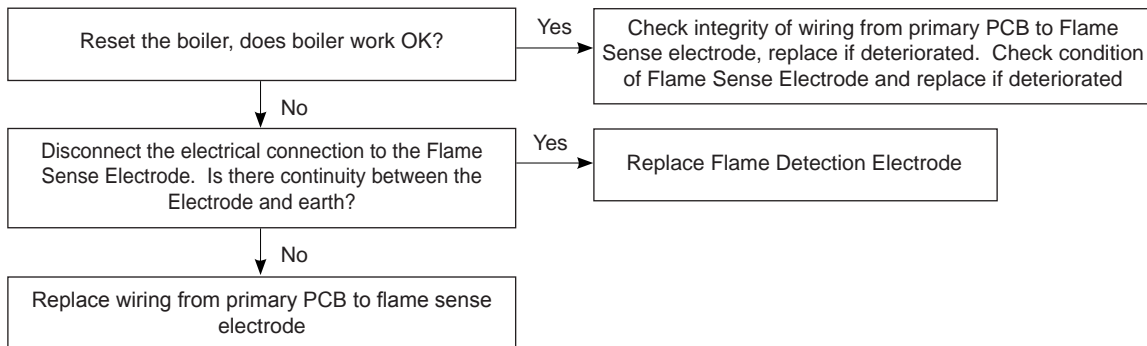 Reset the boiler, does boiler work OK?
Yes
Check integrity of wiring from primary PCB to Flame
Sense electrode, replace if deteriorated.  Check condition
of Flame Sense Electrode and replace if deteriorated
No
Disconnect the electrical connection to the Flame
Sense Electrode.  Is there continuity between the
Electrode and earth?
Yes
Replace Flame Detection Electrode
No
Replace wiring from primary PCB to flame sense
electrode